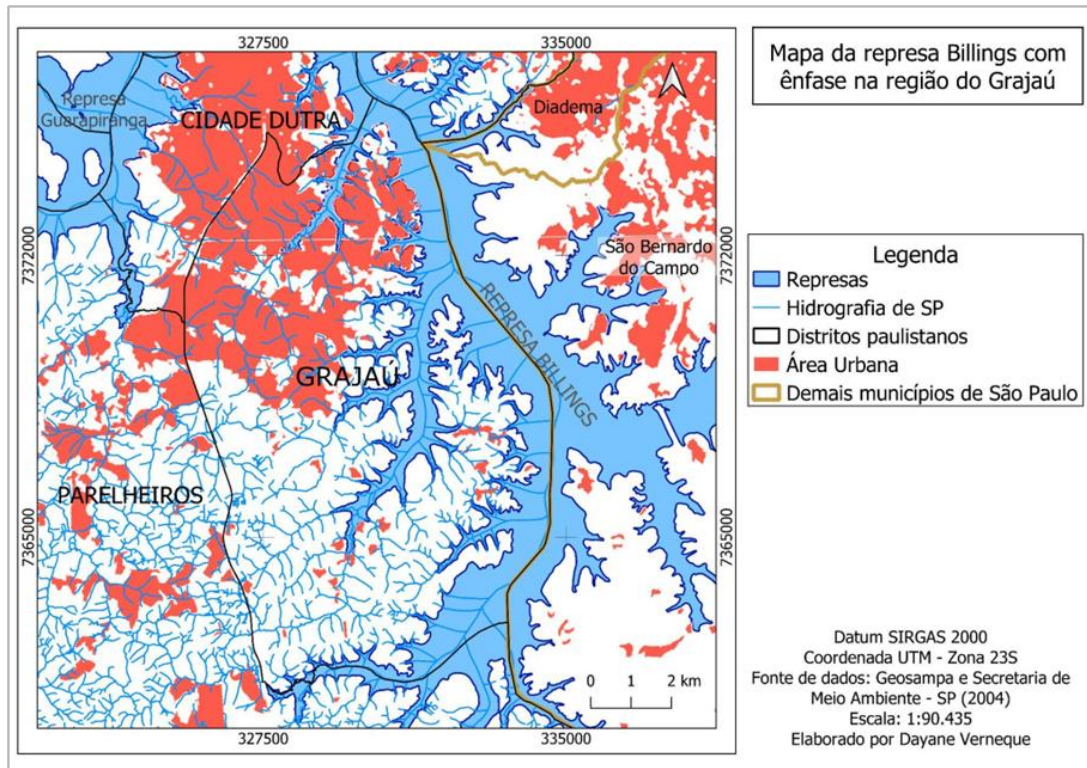 Mapa da represa Billings com
ênfase na região do Grajaú
327500
335000
Represa
Guarapiranga
CIDADE DUTRA
Diadema
7372000
7372000
São Bernardo
do Campo
REPRESA BILLINGS
GRAJAÚ
PARELHEIROS
7365000
7365000
0 1 2 km
327500
335000
Legenda
Represas
Hidrografia de SP
Distritos paulistanos
Área Urbana
Demais municípios de São Paulo
Datum SIRGAS 2000
Coordenada UTM - Zona 23S
Fonte de dados: Geosampa e Secretaria de
Meio Ambiente - SP (2004)
Escala: 1:90.435
Elaborado por Dayane Verneque